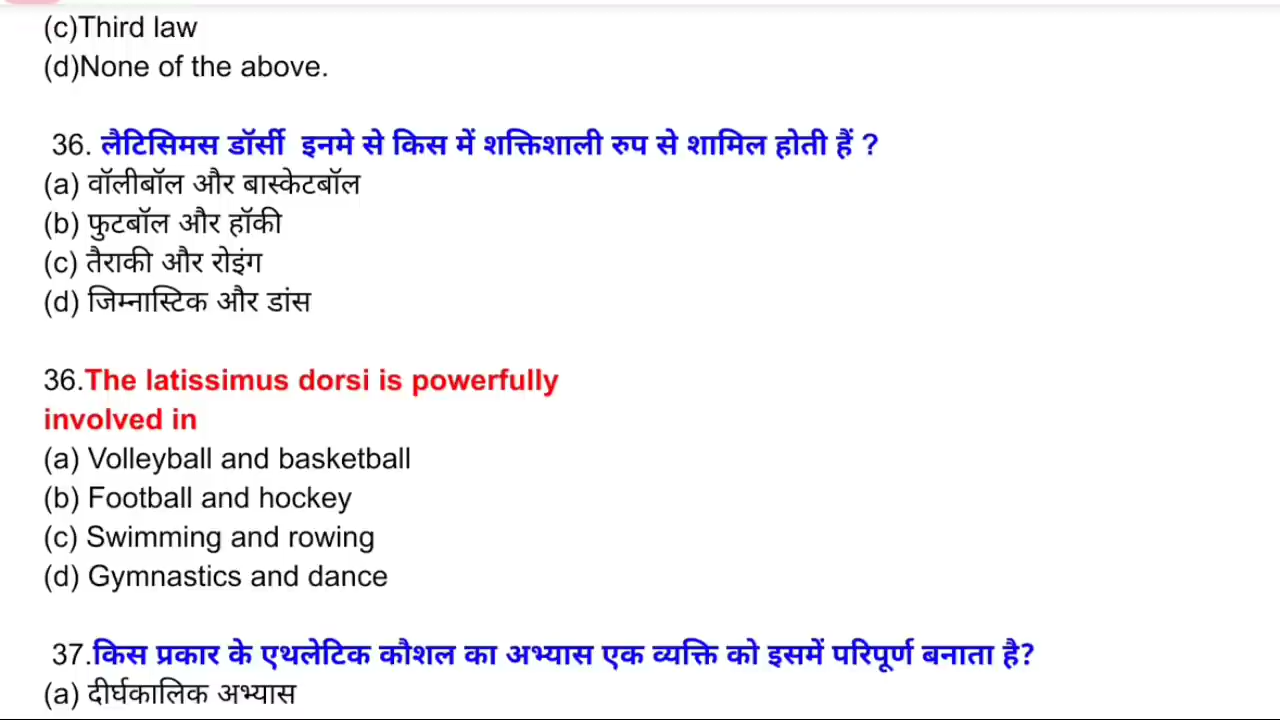 (c)Third law
(d)None of the above.
36. लैटिसिमस डॉर्सी इनमे से किस में शक्तिशाली रुप से शामिल होती हैं ?
(a) वॉलीबॉल और बास्केटबॉल
(b) फुटबॉल और हॉकी
(c) तैराकी और रोइंग
(d) जिम्नास्टिक और डांस
36.The latissimus dorsi is powerfully
involved in
(a) Volleyball and basketball
(b) Football and hockey
(c) Swimming and rowing
(d) Gymnastics and dance
37.किस प्रकार के एथलेटिक कौशल का अभ्यास एक व्यक्ति को इसमें परिपूर्ण बनाता है?
(a) दीर्घकालिक अभ्यास